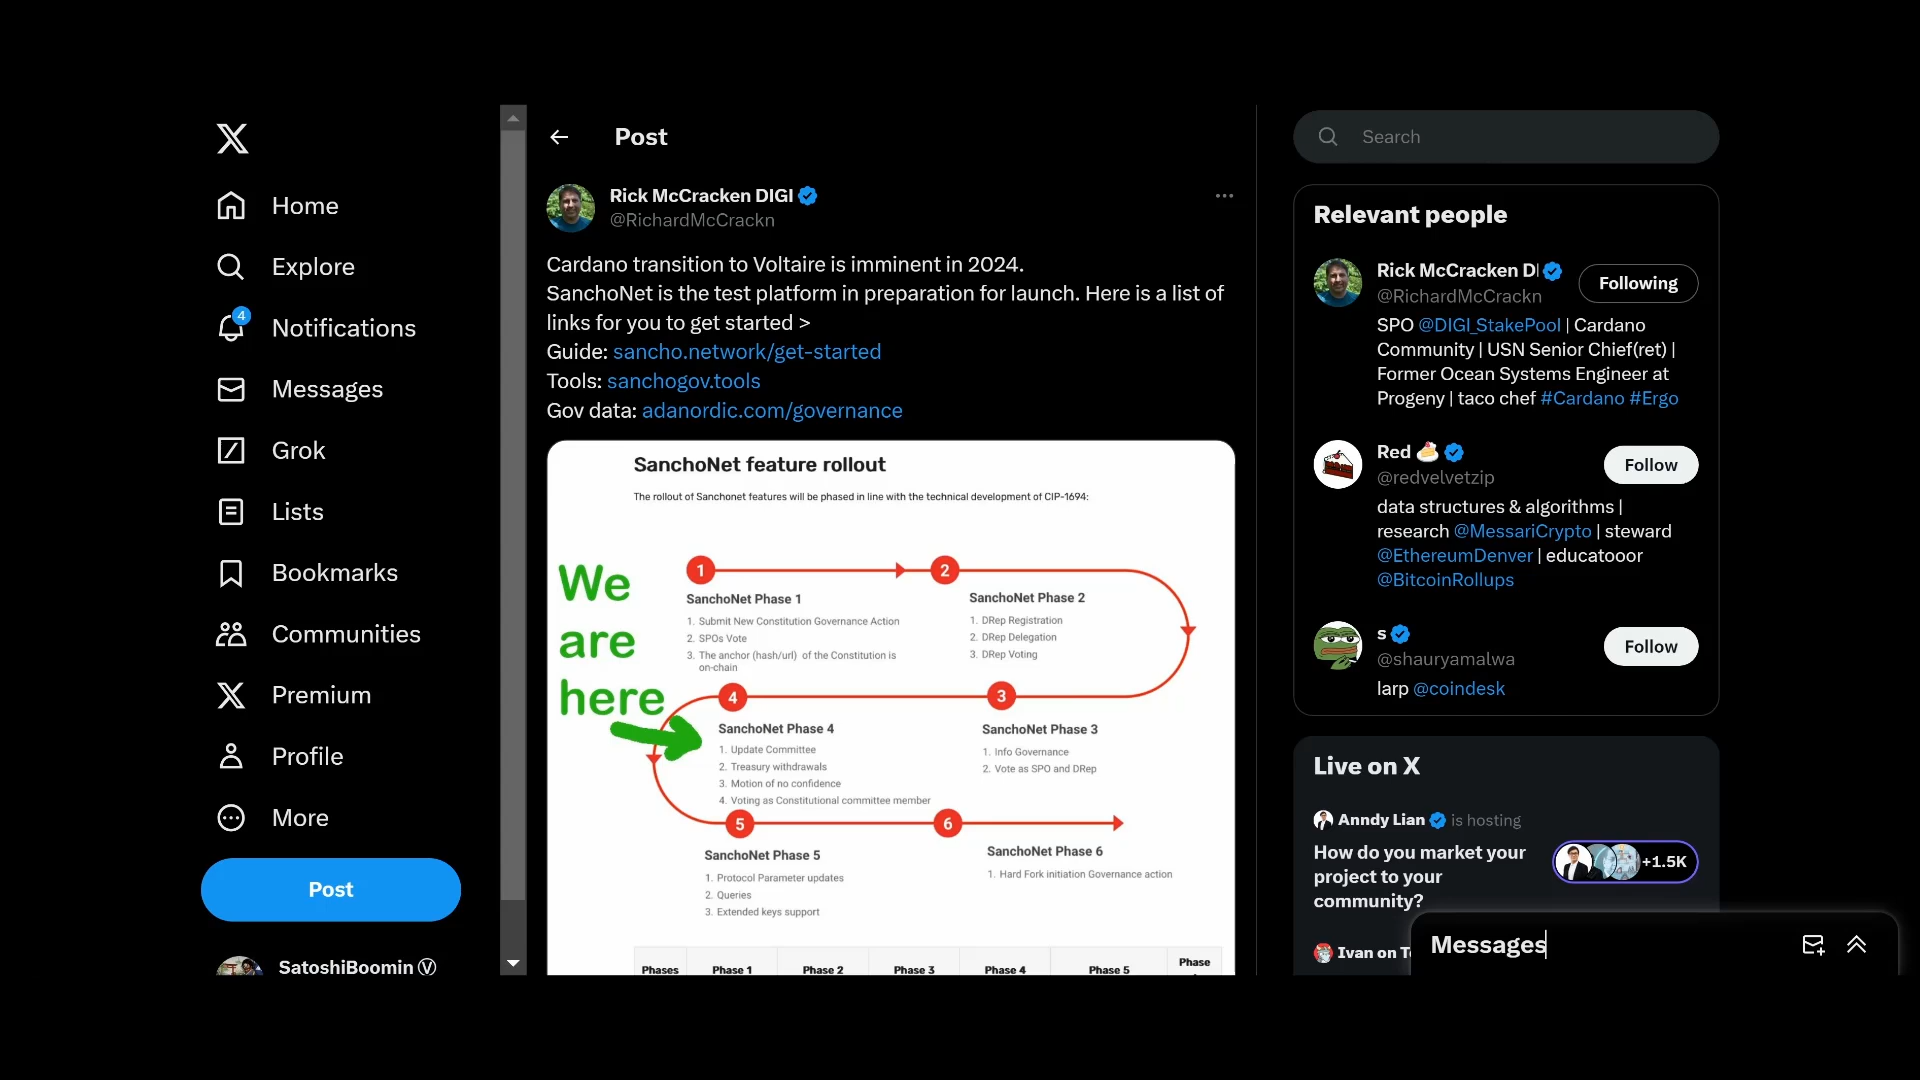 Home
Explore
4
Notifications
Messages
Grok
Lists
Bookmarks
Communities
Premium
Profile
More
Post
SatoshiBoomin Ⓥ
Post
Rick McCracken DIGI
@RichardMcCrackn
Cardano transition to Voltaire is imminent in 2024.
SanchoNet is the test platform in preparation for launch. Here is a list of
links for you to get started >
Guide: sancho.network/get-started
Tools: sanchogov.tools
Gov data: adanordic.com/governance
SanchoNet feature rollout
The rollout of Sanchonet features will be phased in line with the technical development of CIP-1694:
We
are
here
1
SanchoNet Phase 1
1. Submit New Constitution Governance Action
2. SPOs Vote
3. The anchor (hash/url) of the Constitution is
on-chain
2
SanchoNet Phase 2
1. DRep Registration
2. DRep Delegation
3. DRep Voting
3
SanchoNet Phase 3
1. Info Governance
2. Vote as SPO and DRep
4
SanchoNet Phase 4
1. Update Committee
2. Treasury withdrawals
3. Motion of no confidence
4. Voting as Constitutional committee member
5
SanchoNet Phase 5
1. Protocol Parameter updates
2. Queries
3. Extended keys support
6
SanchoNet Phase 6
1. Hard Fork initiation Governance action
Phases Phase 1 Phase 2 Phase 3 Phase 4 Phase 5 Phase
Search
Relevant people
Rick McCracken D
Following
@RichardMcCrackn
SPO @DIGI_StakePool | Cardano
Community | USN Senior Chief(ret) |
Former Ocean Systems Engineer at
Progeny | taco chef #Cardano #Ergo
Red 🍰
Follow
@redvelvetzip
data structures & algorithms |
research @MessariCrypto | steward
@EthereumDenver | educatooor
@BitcoinRollups
s
Follow
@shauryamalwa
larp @coindesk
Live on X
Anndy Lian is hosting
How do you market your
project to your
community?
+1.5K
Ivan on
Messages